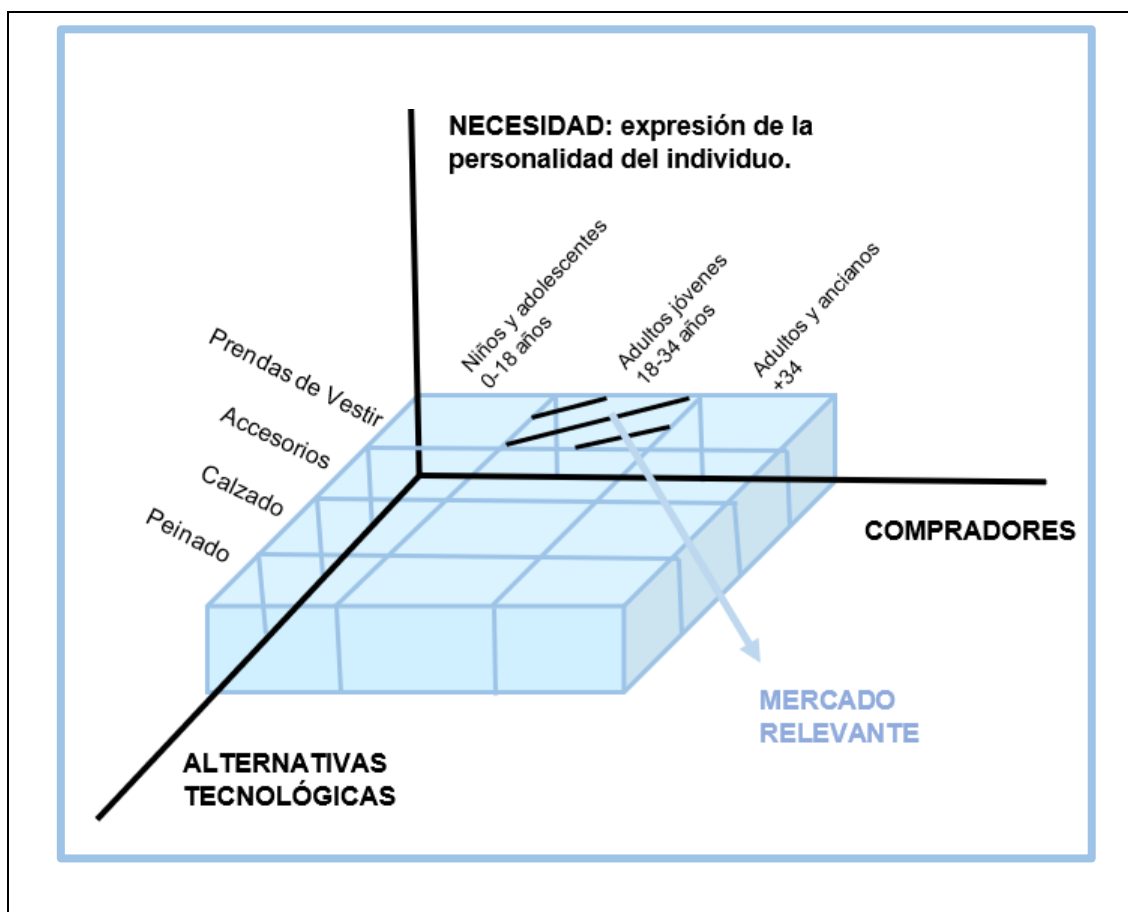 NECESIDAD: expresión de la
personalidad del individuo.
Niños y adolescentes
0-18 años
Adultos jóvenes
18-34 años
Adultos y ancianos
+34
Prendas de Vestir
Accesorios
Calzado
Peinado
COMPRADORES
MERCADO
RELEVANTE
ALTERNATIVAS
TECNOLÓGICAS